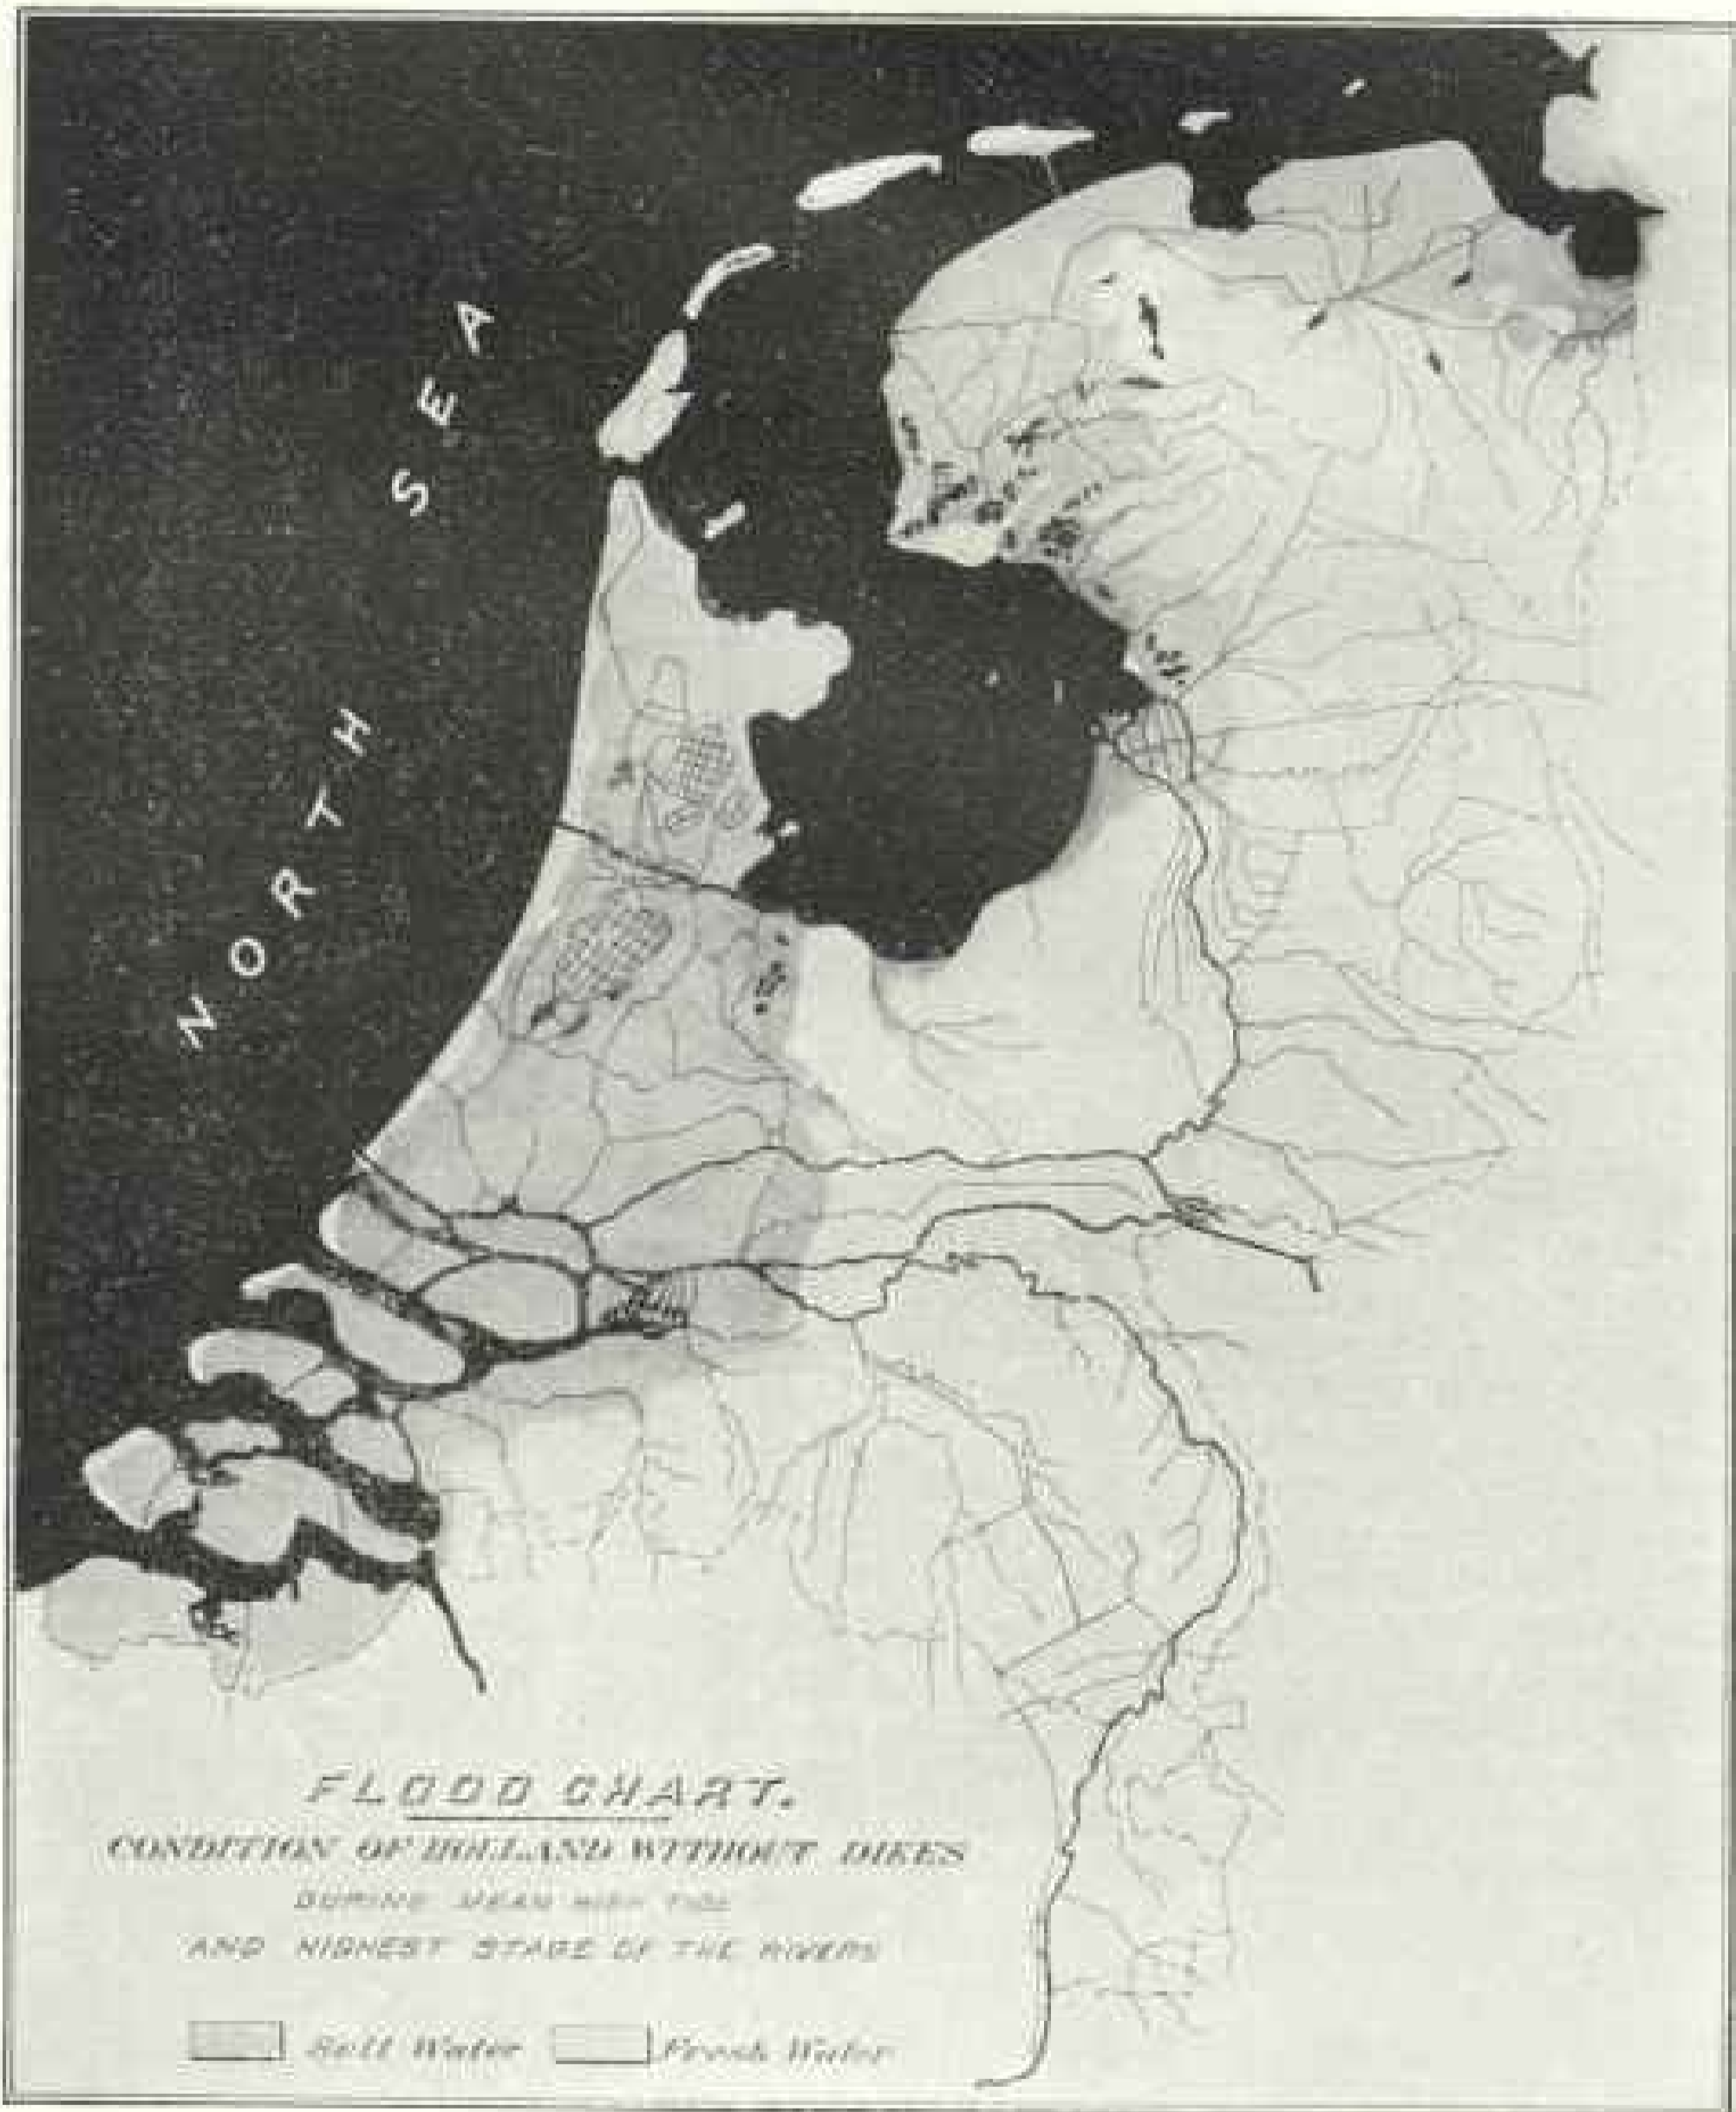 NORTH SEA
FLOOD CHART.
CONDITION OF HOLLAND WITHOUT DIKES
DURING MEAN HIGH TIDE
AND HIGHEST STAGE OF THE RIVERS
Salt Water Fresh Water